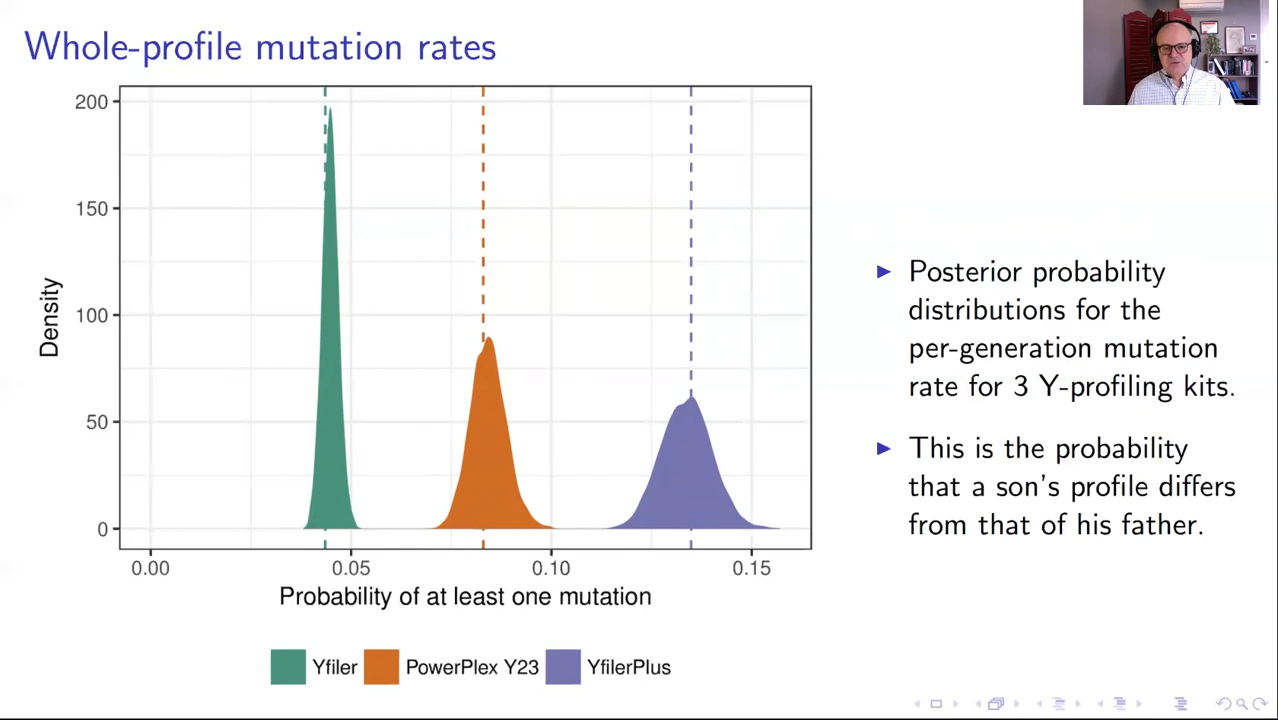 Whole-profile mutation rates
200
150
100
50
0
Density
0.00 0.05 0.10 0.15
Probability of at least one mutation
Yfiler PowerPlex Y23 YfilerPlus
▶ Posterior probability
distributions for the
per-generation mutation
rate for 3 Y-profiling kits.
▶ This is the probability
that a son's profile differs
from that of his father.